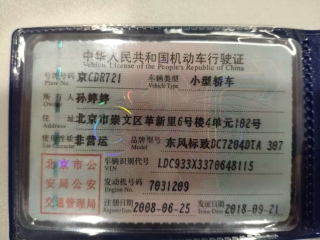 中华人民共和国机动车行驶证
Vehicle License of the People's Republic of China
号牌号码 京CDR721 车辆类型 小型轿车
Plate No. Vehicle Type
所有人 孙婷婷
住址 北京市崇文区革新里6号楼4单元102号
非营运 品牌型号 东风标致DC7204DTA 307
北京市公 车辆识别代号 LDC933X3370648115
VIN
安局公安 发动机号码 7031209
Engine No.
交通管理局 注册日期 2008-06-25 发证日期 2018-09-21
Register Date Issue Date